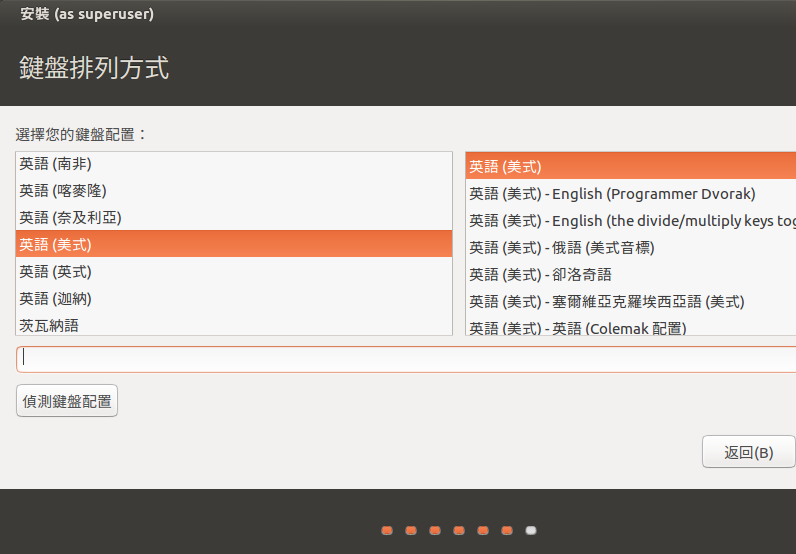 安裝 (as superuser)
鍵盤排列方式
選擇您的鍵盤配置：
英語 (南非)
英語 (喀麥隆)
英語 (奈及利亞)
英語 (美式)
英語 (英式)
英語 (迦納)
茨瓦納語
英語 (美式)
英語 (美式) - English (Programmer Dvorak)
英語 (美式) - English (the divide/multiply keys tog
英語 (美式) - 俄語 (美式音標)
英語 (美式) - 卻洛奇語
英語 (美式) - 塞爾維亞克羅埃西亞語 (美式)
英語 (美式) - 英語 (Colemak 配置)
偵測鍵盤配置
返回(B)